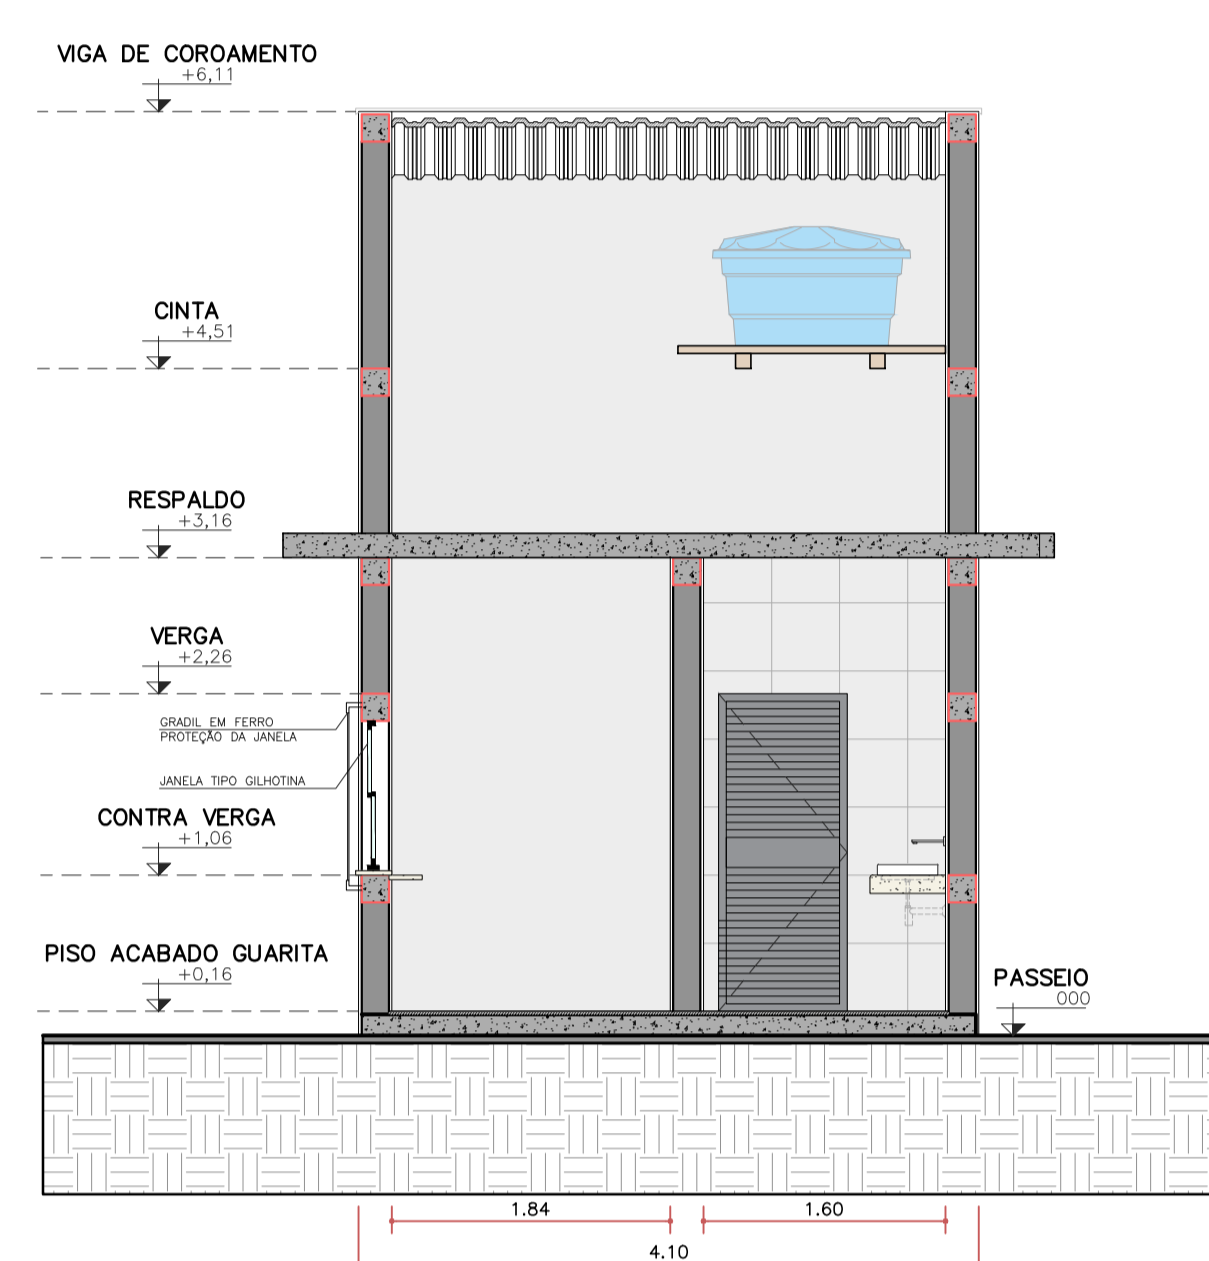 VIGA DE COROAMENTO
+6,11
CINTA
+4,51
RESPALDO
+3,16
VERGA
+2,26
GRADIL EM FERRO
PROTEÇÃO DA JANELA
JANELA TIPO GILHOTINA
CONTRA VERGA
+1,06
PISO ACABADO GUARITA
+0,16
PASSEIO
000
1.84
1.60
4.10